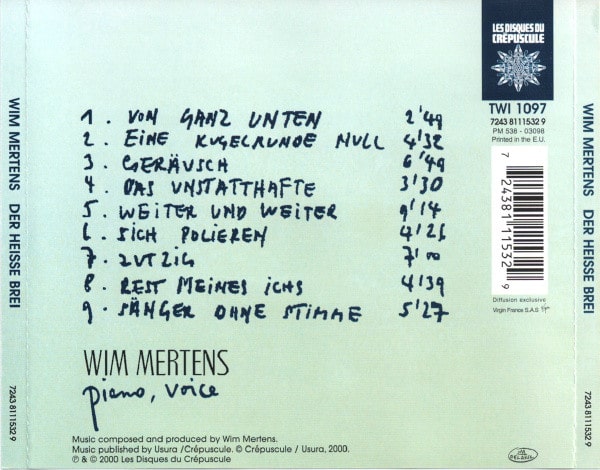 WIM MERTENS DER HEISSE BREI
7243 8111532 9
LES DISQUES DU
CRÉPUSCULE
TWI 1097
7243 8111532 9
PM 538 - 03098
Printed in the E.U.
1. VON GANZ UNTEN 2'49
2. EINE KUGELRUNDE NULL 4'32
3. GERÄUSCH 6'49
4. DAS UNSTATTHAFTE 3'30
5. WEITER UND WEITER 9'14
6. SICH POLIEREN 4'26
7. ZUTZIG 7'00
8. REST MEINES ICHS 4'39
9. SÄNGER OHNE STIMME 5'27
7 24381 11532 9
Diffusion exclusive
Virgin France S.A.S
WIM MERTENS
piano, voice
Music composed and produced by Wim Mertens.
Music published by Usura /Crépuscule. © Crépuscule / Usura, 2000.
℗ & © 2000 Les Disques du Crépuscule
BELABIM
WIM MERTENS DER HEISSE BREI
7243 8111532 9